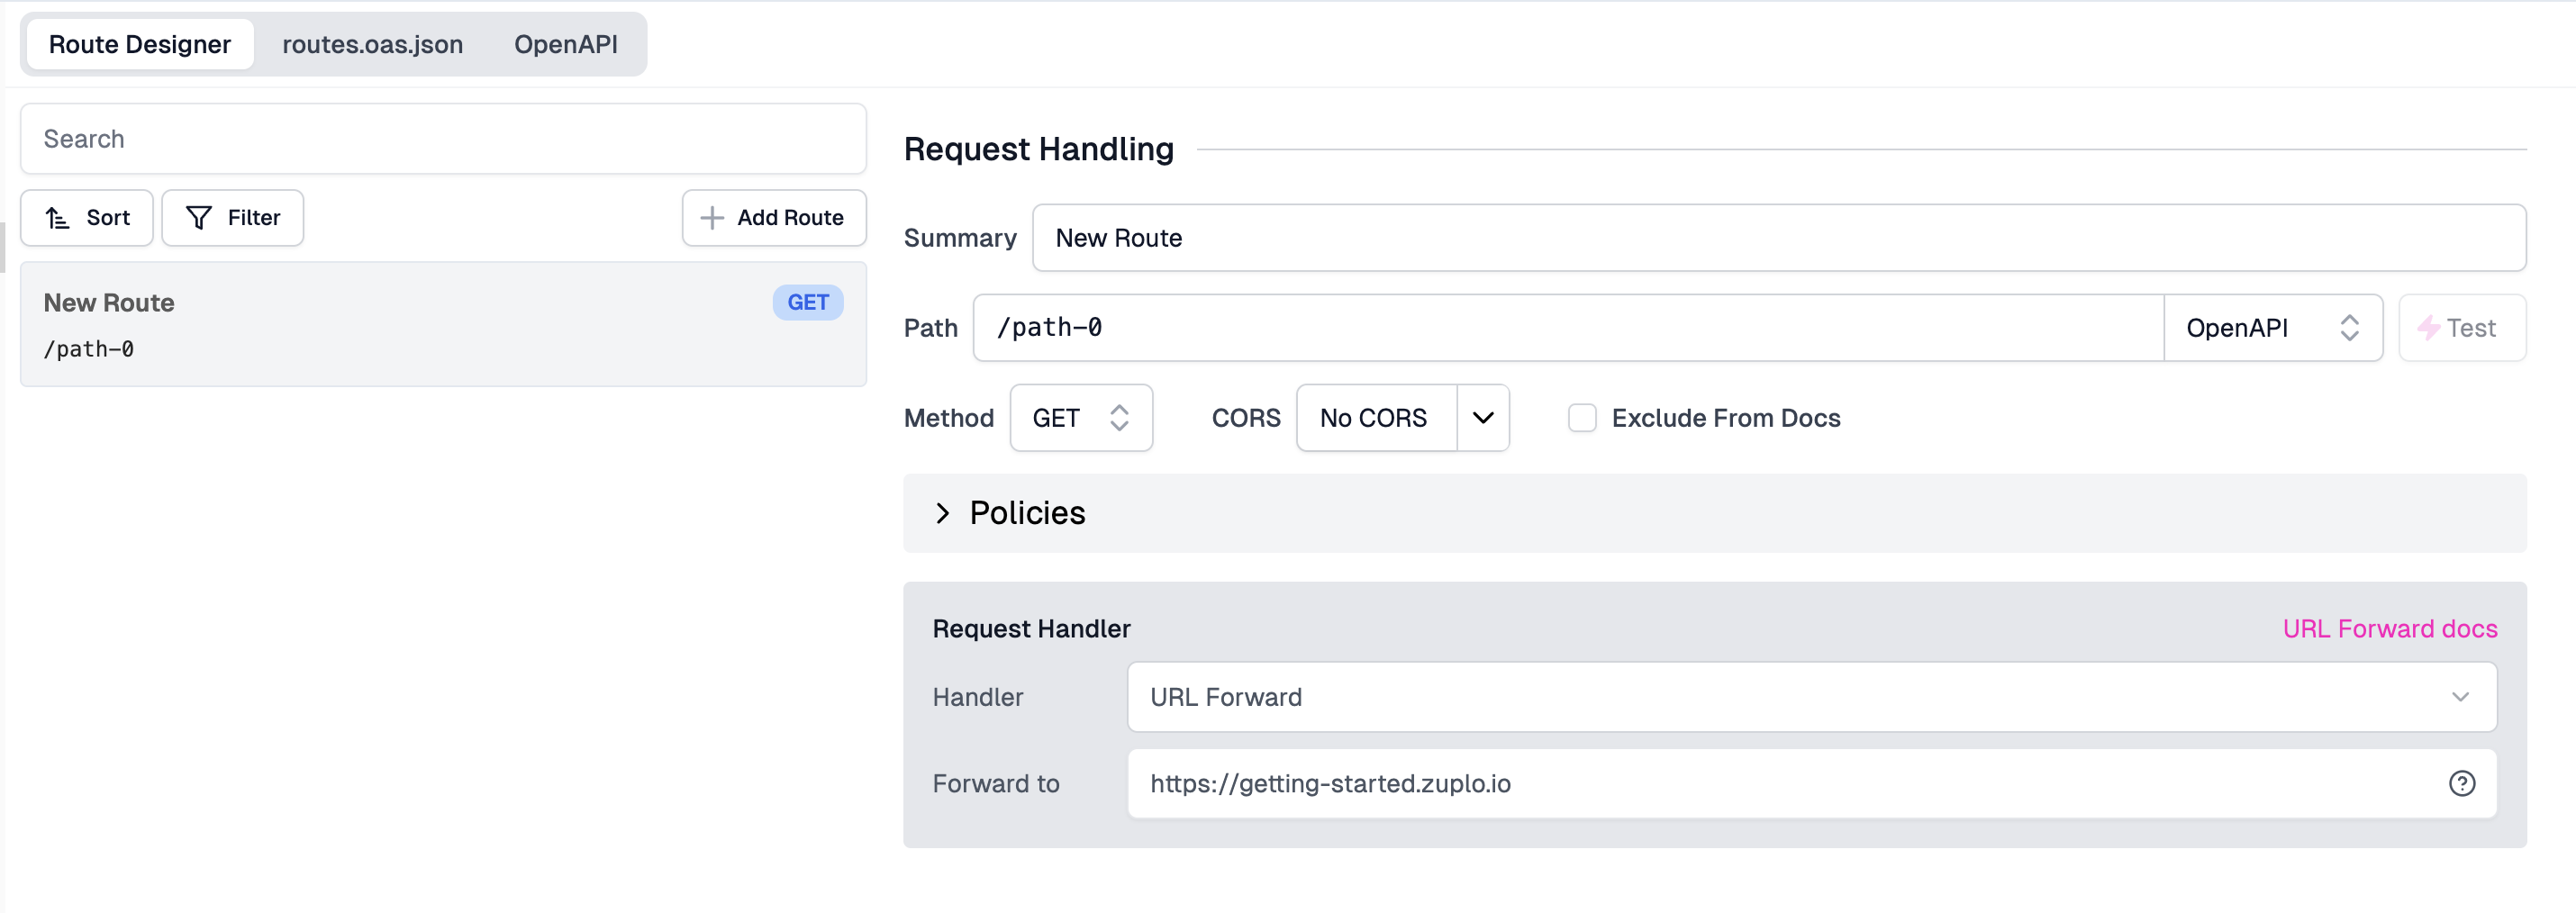 Route Designer routes.oas.json OpenAPI
Search
Sort Filter Add Route
New Route GET
/path-0
Request Handling
Summary New Route
Path /path-0 OpenAPI Test
Method GET CORS No CORS Exclude From Docs
Policies
Request Handler URL Forward docs
Handler URL Forward
Forward to https://getting-started.zuplo.io